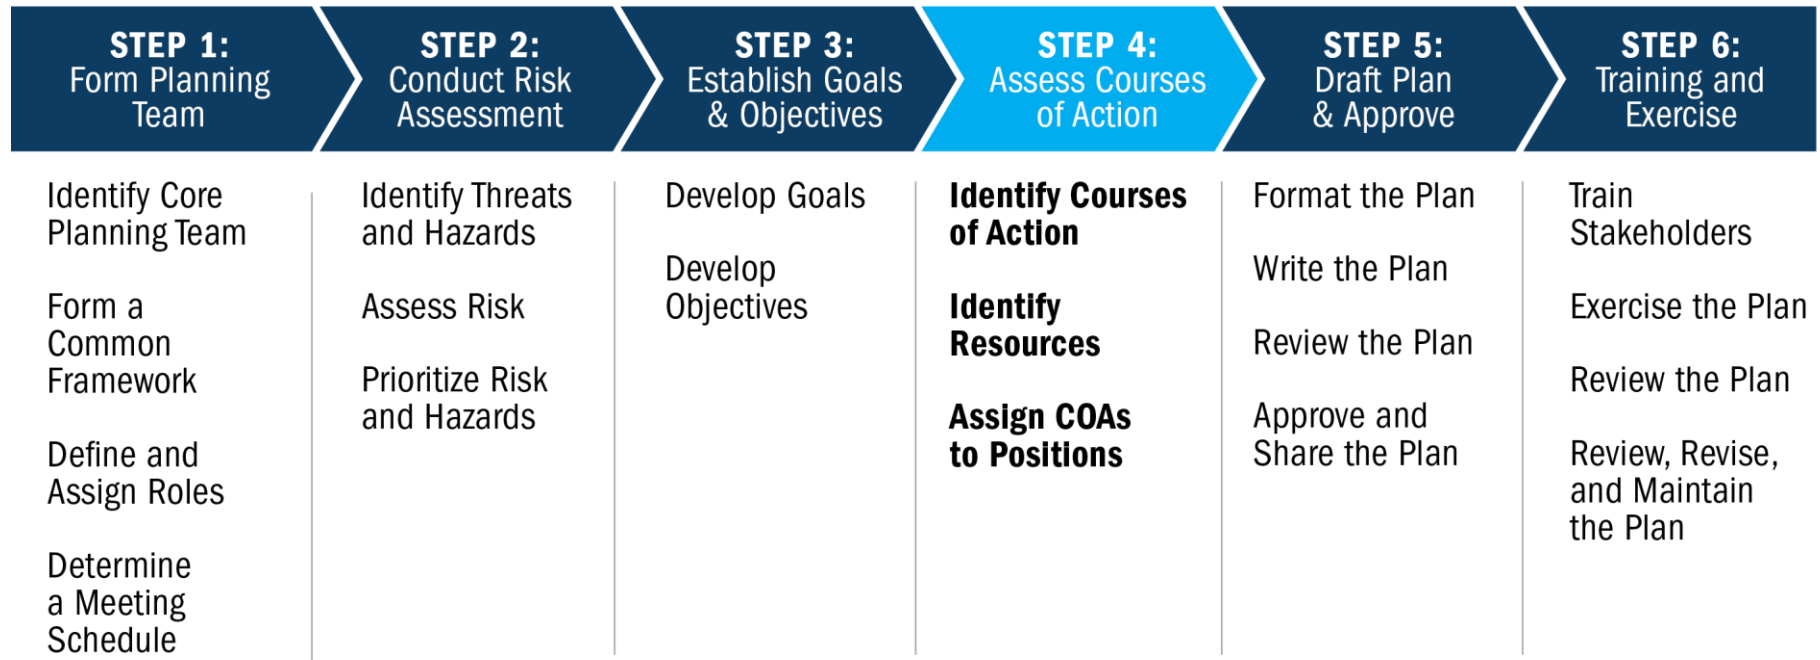 STEP 1:
Form Planning
Team
STEP 2:
Conduct Risk
Assessment
STEP 3:
Establish Goals
& Objectives
STEP 4:
Assess Courses
of Action
STEP 5:
Draft Plan
& Approve
STEP 6:
Training and
Exercise
Identify Core
Planning Team
Form a
Common
Framework
Define and
Assign Roles
Determine
a Meeting
Schedule
Identify Threats
and Hazards
Assess Risk
Prioritize Risk
and Hazards
Develop Goals
Develop
Objectives
Identify Courses
of Action
Identify
Resources
Assign COAs
to Positions
Format the Plan
Write the Plan
Review the Plan
Approve and
Share the Plan
Train
Stakeholders
Exercise the Plan
Review the Plan
Review, Revise,
and Maintain
the Plan